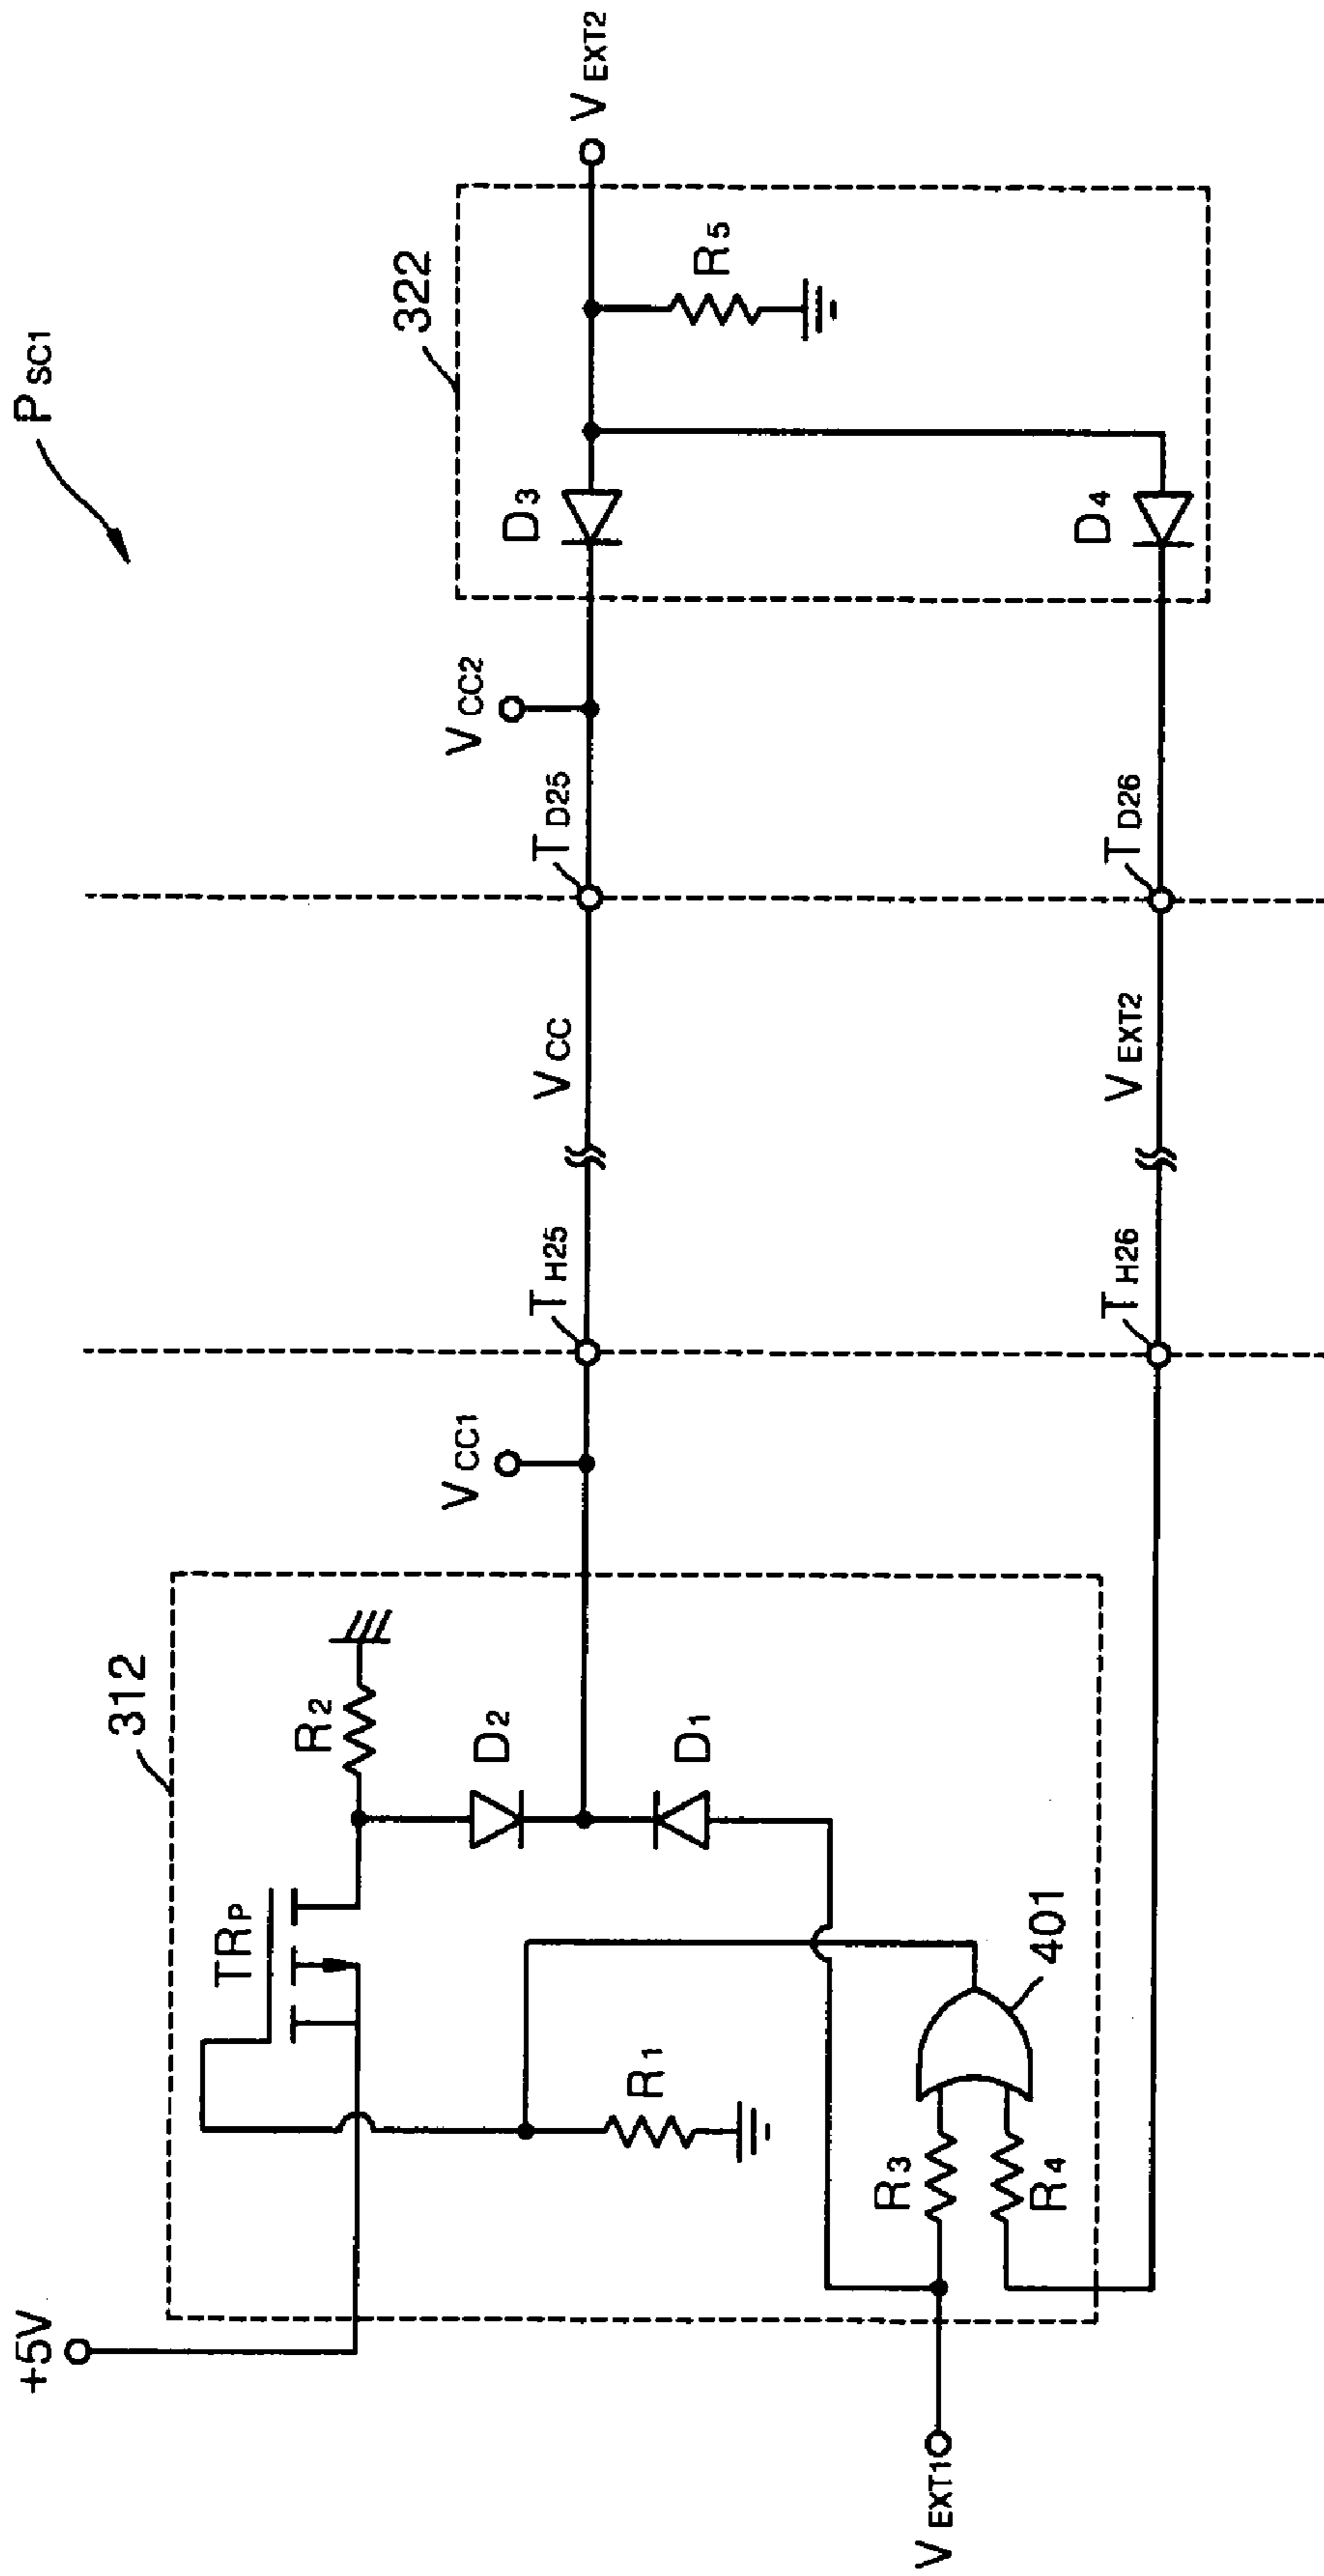 P SC1
+5V
312
TRP
R2
D2
D1
R1
R3
R4
401
V EXT1
V CC1
T H25
T H26
V CC
V EXT2
T D25
T D26
V CC2
322
D3
D4
R5
V EXT2